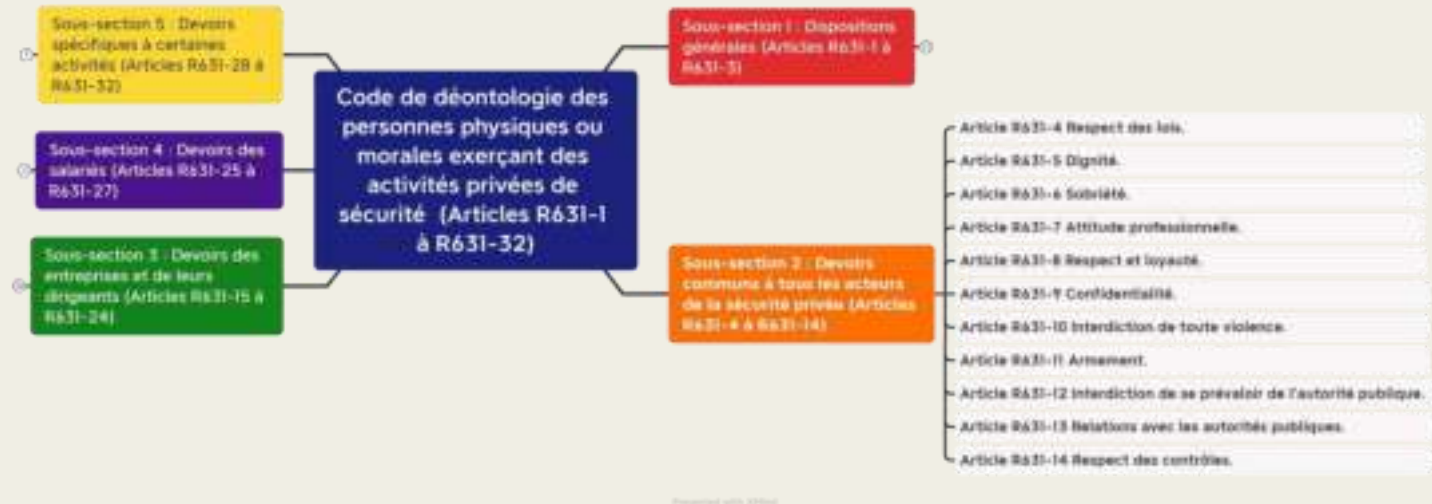 Code de déontologie des
personnes physiques ou
morales exerçant des
activités privées de
sécurité (Articles R631-1
à R631-32)
Sous-section 1 : Dispositions
générales (Articles R631-1 à
R631-3)
Sous-section 2 : Devoirs
communs à tous les acteurs
de la sécurité privée (Articles
R631-4 à R631-14)
Article R631-4 Respect des lois.
Article R631-5 Dignité.
Article R631-6 Sobriété.
Article R631-7 Attitude professionnelle.
Article R631-8 Respect et loyauté.
Article R631-9 Confidentialité.
Article R631-10 Interdiction de toute violence.
Article R631-11 Armement.
Article R631-12 Interdiction de se prévaloir de l'autorité publique.
Article R631-13 Relations avec les autorités publiques.
Article R631-14 Respect des contrôles.
Sous-section 3 : Devoirs des
entreprises et de leurs
dirigeants (Articles R631-15 à
R631-24)
Sous-section 4 : Devoirs des
salariés (Articles R631-25 à
R631-27)
Sous-section 5 : Devoirs
spécifiques à certaines
activités (Articles R631-28 à
R631-32)